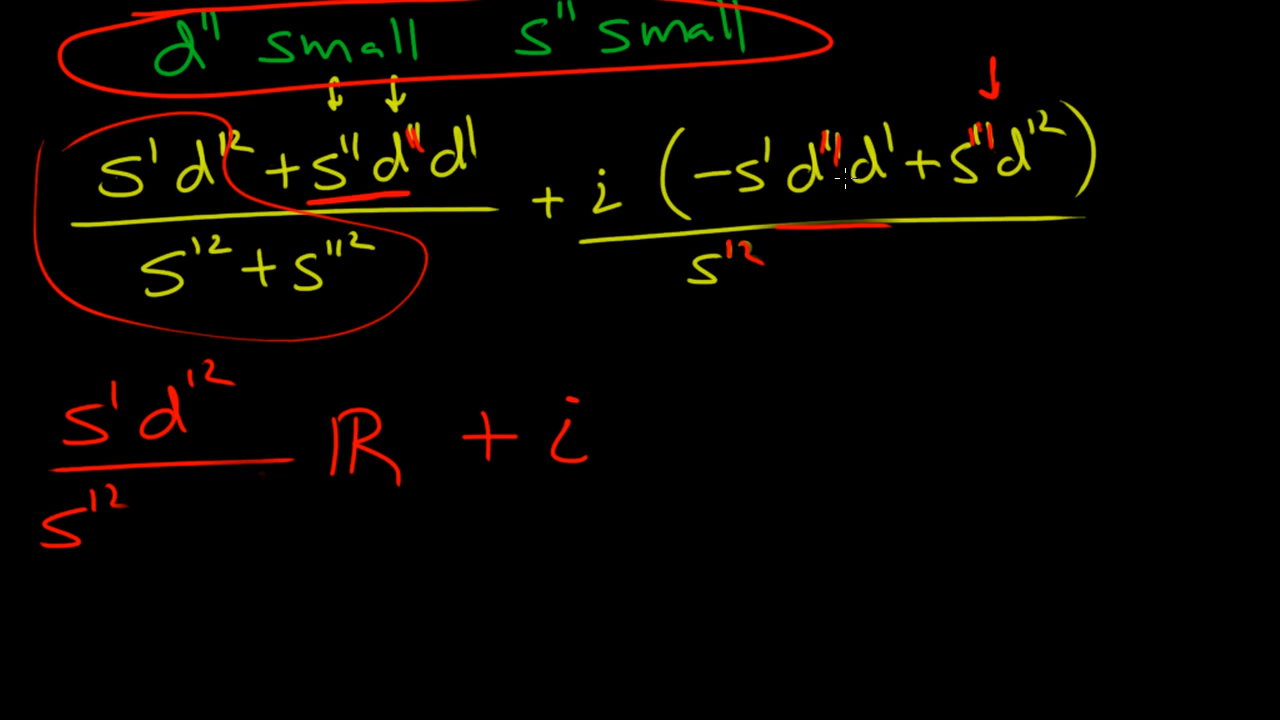 d'' small s'' small
s'd'² + s''d''d' / s'² + s''² + i (-s'd''d' + s''d'²) / s'²
s'd'² / s'² ℝ + i